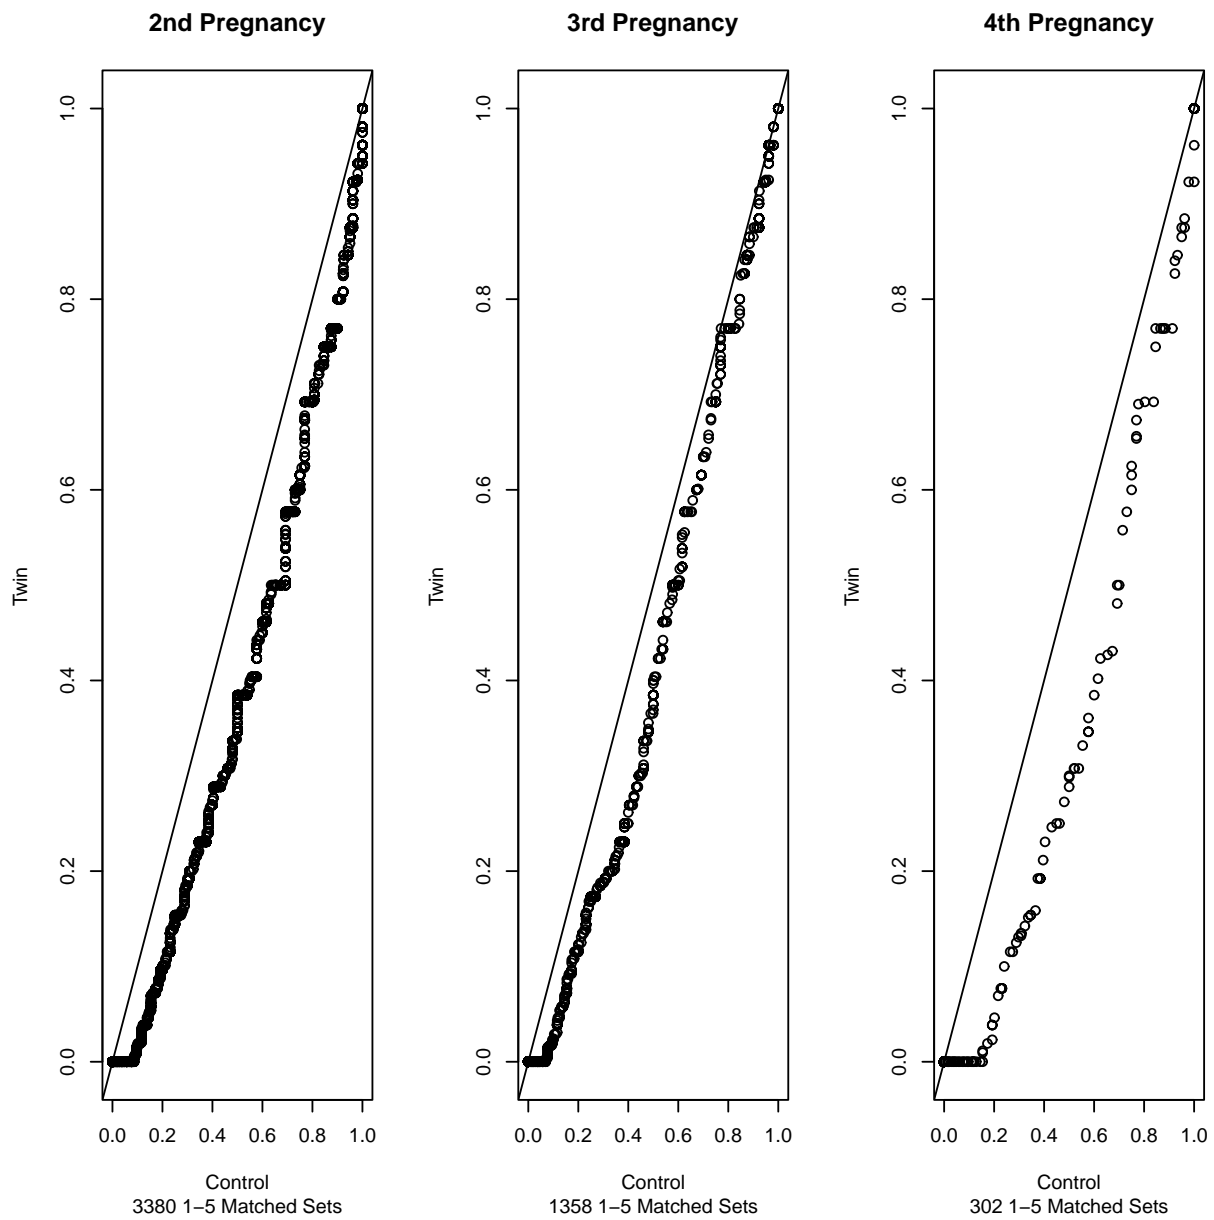 2nd Pregnancy
Twin
1.0
0.8
0.6
0.4
0.2
0.0
0.0 0.2 0.4 0.6 0.8 1.0
Control
3380 1−5 Matched Sets
3rd Pregnancy
Twin
1.0
0.8
0.6
0.4
0.2
0.0
0.0 0.2 0.4 0.6 0.8 1.0
Control
1358 1−5 Matched Sets
4th Pregnancy
Twin
1.0
0.8
0.6
0.4
0.2
0.0
0.0 0.2 0.4 0.6 0.8 1.0
Control
302 1−5 Matched Sets